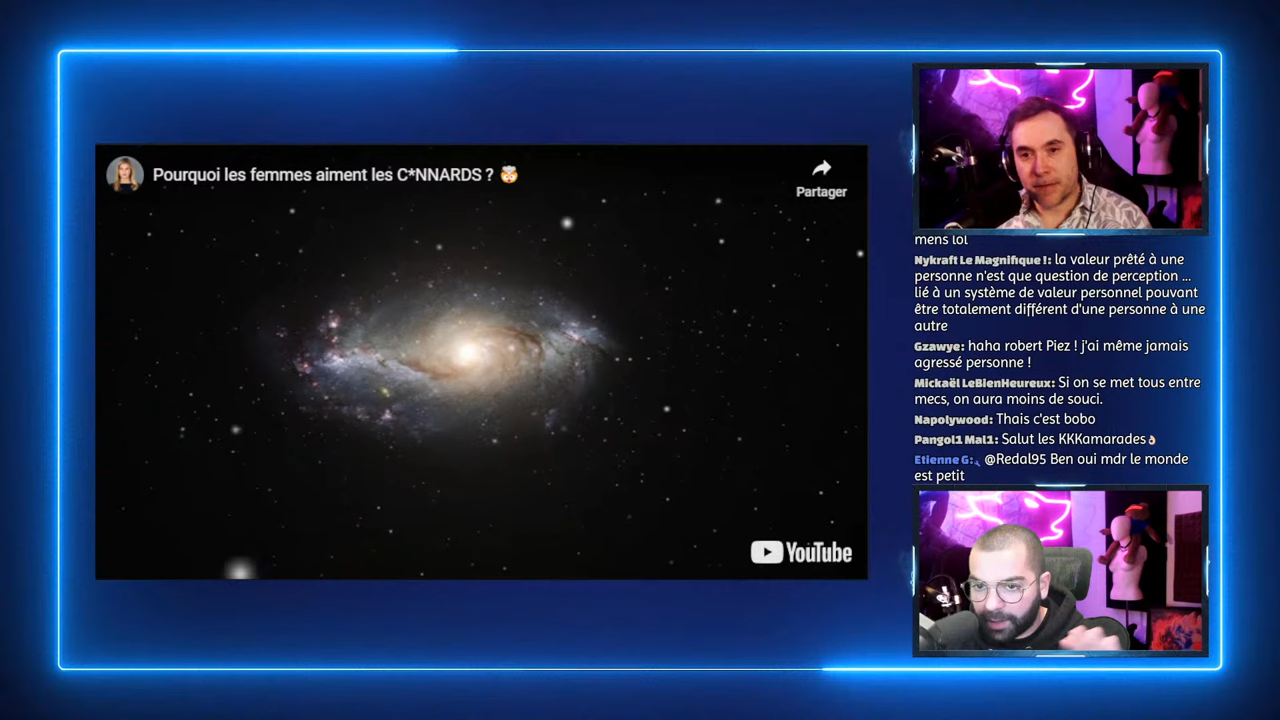 Pourquoi les femmes aiment les C*NNARDS ? 🤯
Partager
YouTube
mens lol
Nykraft Le Magnifique !: la valeur prêté à une
personne n'est que question de perception ...
lié à un système de valeur personnel pouvant
être totalement différent d'une personne à une
autre
Gzawye: haha robert Piez ! j'ai même jamais
agressé personne !
Mickaël LeBienHeureux: Si on se met tous entre
mecs, on aura moins de souci.
Napolywood: Thais c'est bobo
Pangol1 Mal1: Salut les KKKamarades👌🏻
Etienne G: @Redal95 Ben oui mdr le monde
est petit